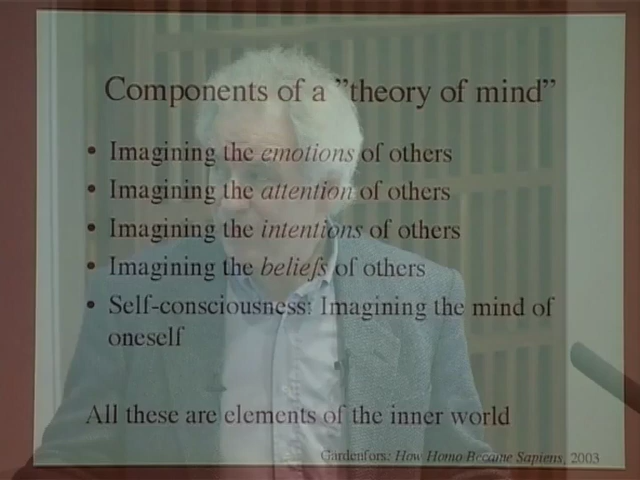 Components of a "theory of mind"
• Imagining the emotions of others
• Imagining the attention of others
• Imagining the intentions of others
• Imagining the beliefs of others
• Self-consciousness: Imagining the mind of
oneself
All these are elements of the inner world
Gardenfors: How Homo Became Sapiens, 2003